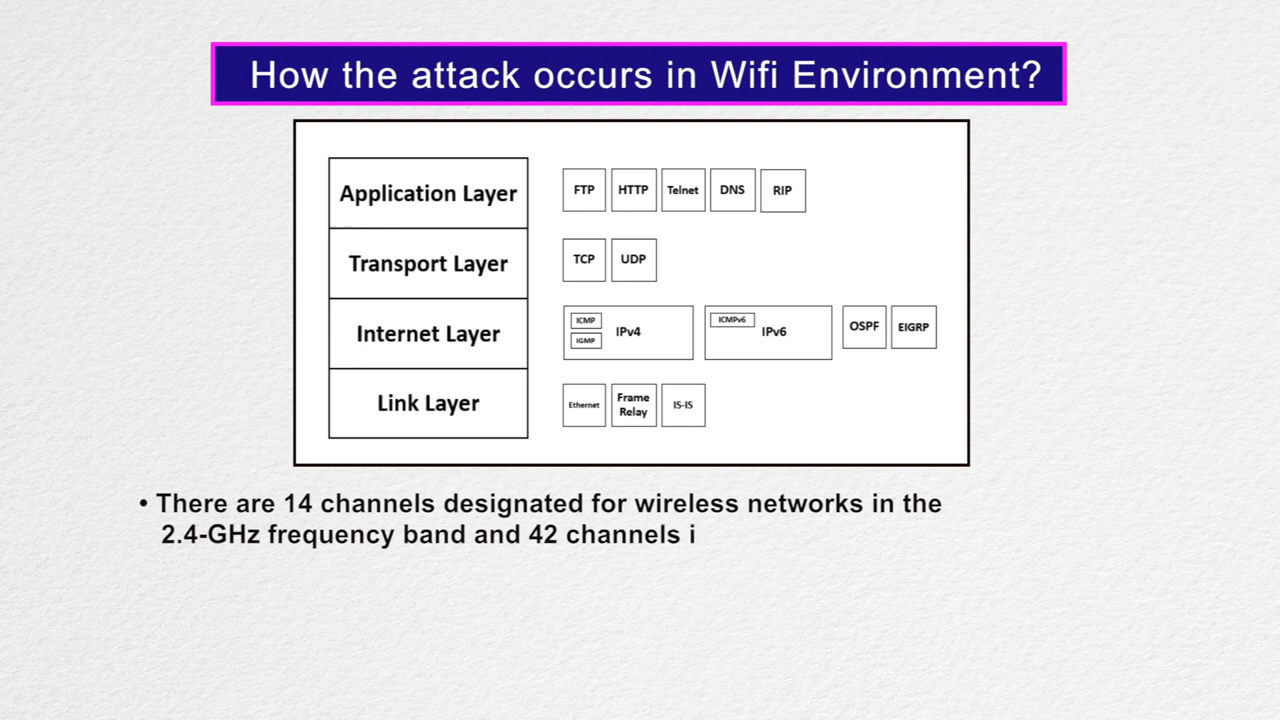 How the attack occurs in Wifi Environment?
Application Layer
FTP HTTP Telnet DNS RIP
Transport Layer
TCP UDP
Internet Layer
ICMP
IGMP
IPv4
ICMPv6
IPv6
OSPF EIGRP
Link Layer
Ethernet
Frame
Relay
IS-IS
• There are 14 channels designated for wireless networks in the
2.4-GHz frequency band and 42 channels i